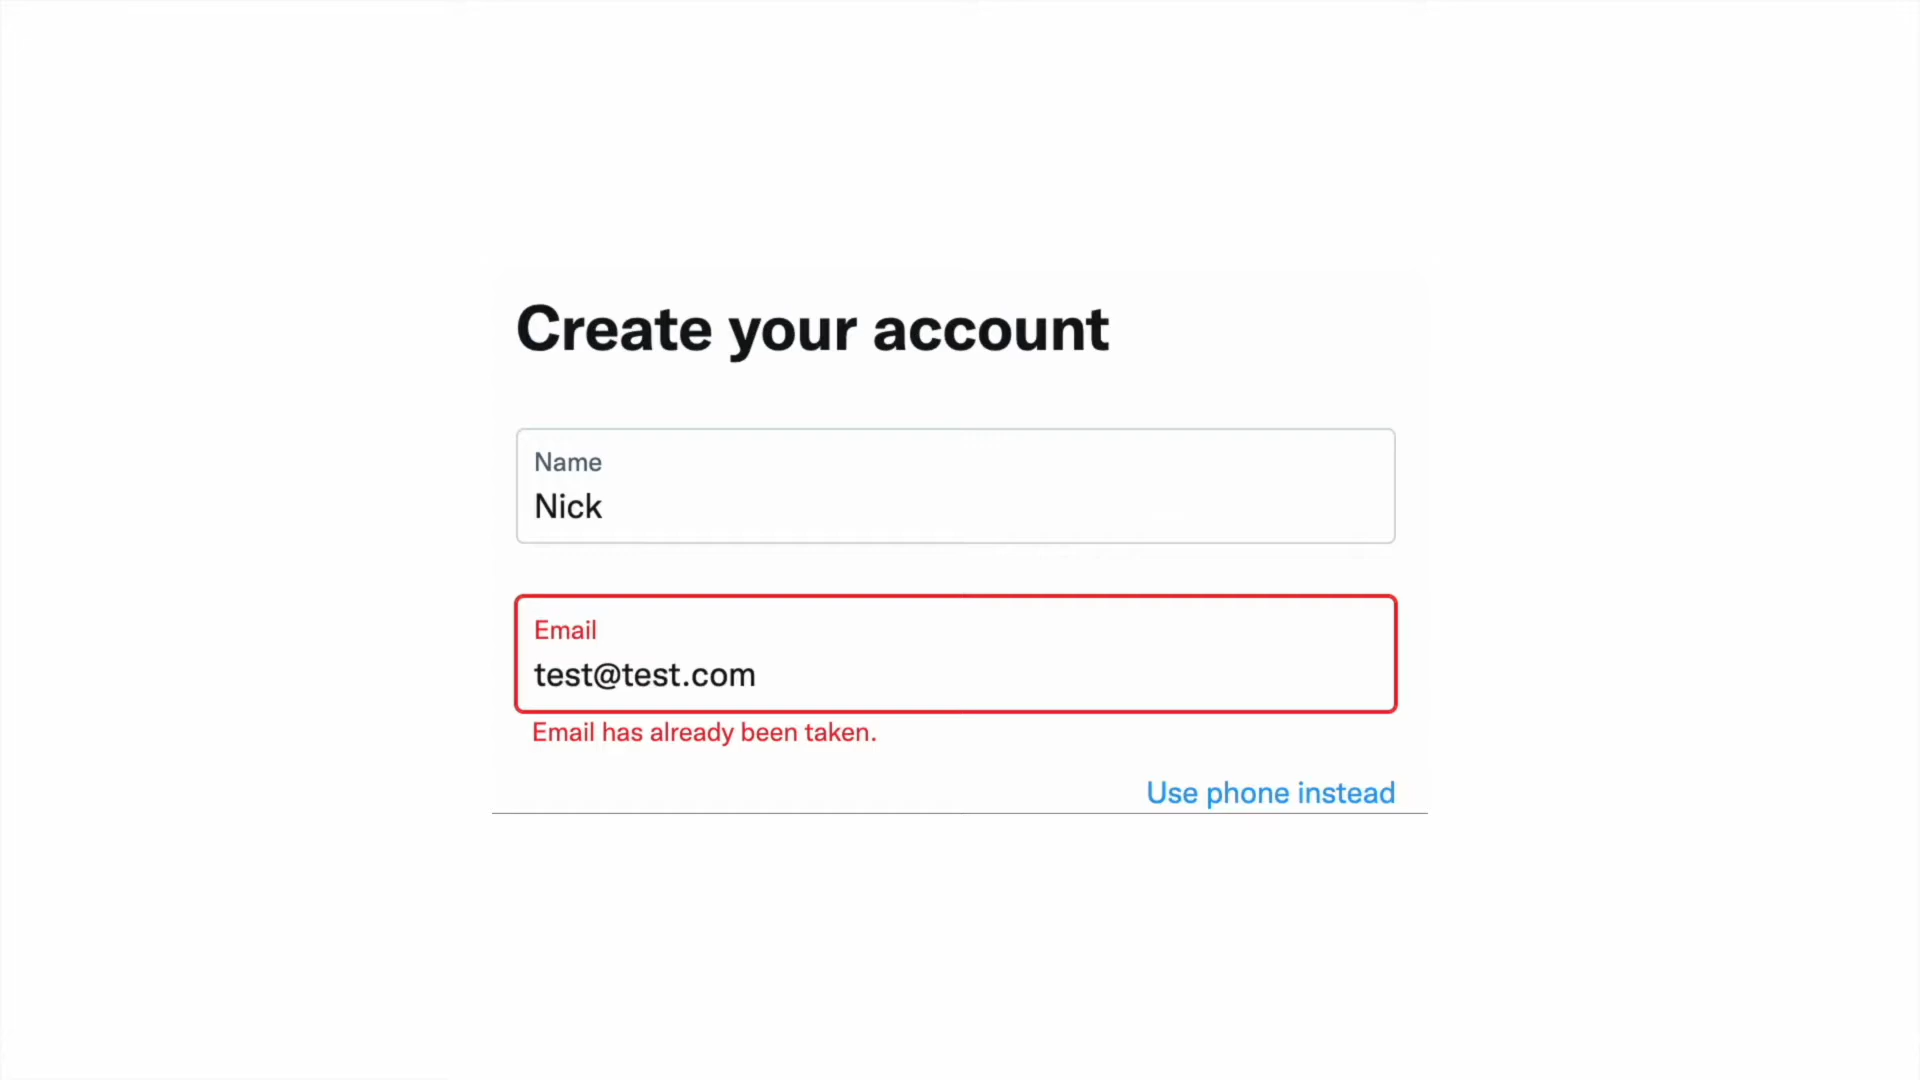 Create your account
Name
Nick
Email
test@test.com
Email has already been taken.
Use phone instead